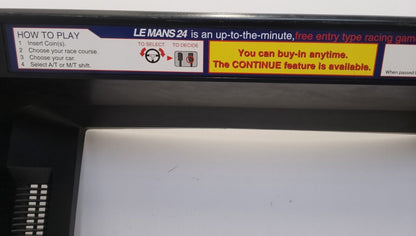 HOW TO PLAY
1 Insert Coin(s).
2 Choose your race course.
3 Choose your car.
4 Select A/T or M/T shift.
LE MANS 24 is an up-to-the-minute, free entry type racing gam
TO SELECT
TO DECIDE
You can buy-in anytime.
The CONTINUE feature is available.
When passed